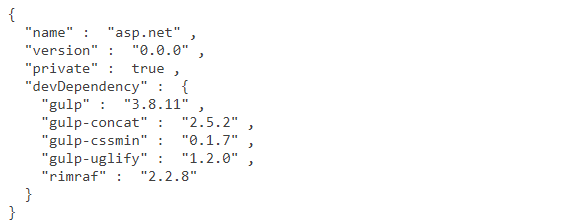 {
  "name" :  "asp.net" ,
  "version" :  "0.0.0" ,
  "private" :  true ,
  "devDependency" :  {
    "gulp" :  "3.8.11" ,
    "gulp-concat" :  "2.5.2" ,
    "gulp-cssmin" :  "0.1.7" ,
    "gulp-uglify" :  "1.2.0" ,
    "rimraf" :  "2.2.8"
  }
}